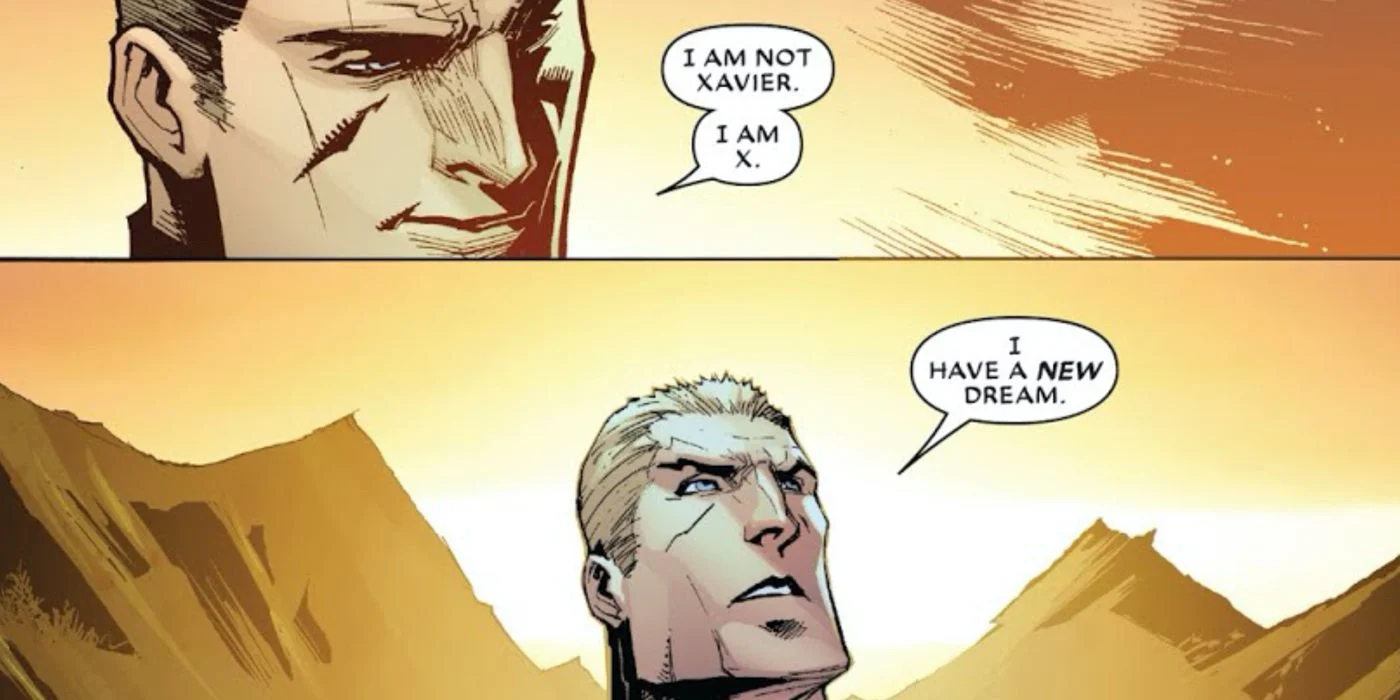 I AM NOT
XAVIER.
I AM
X.
I
HAVE A NEW
DREAM.